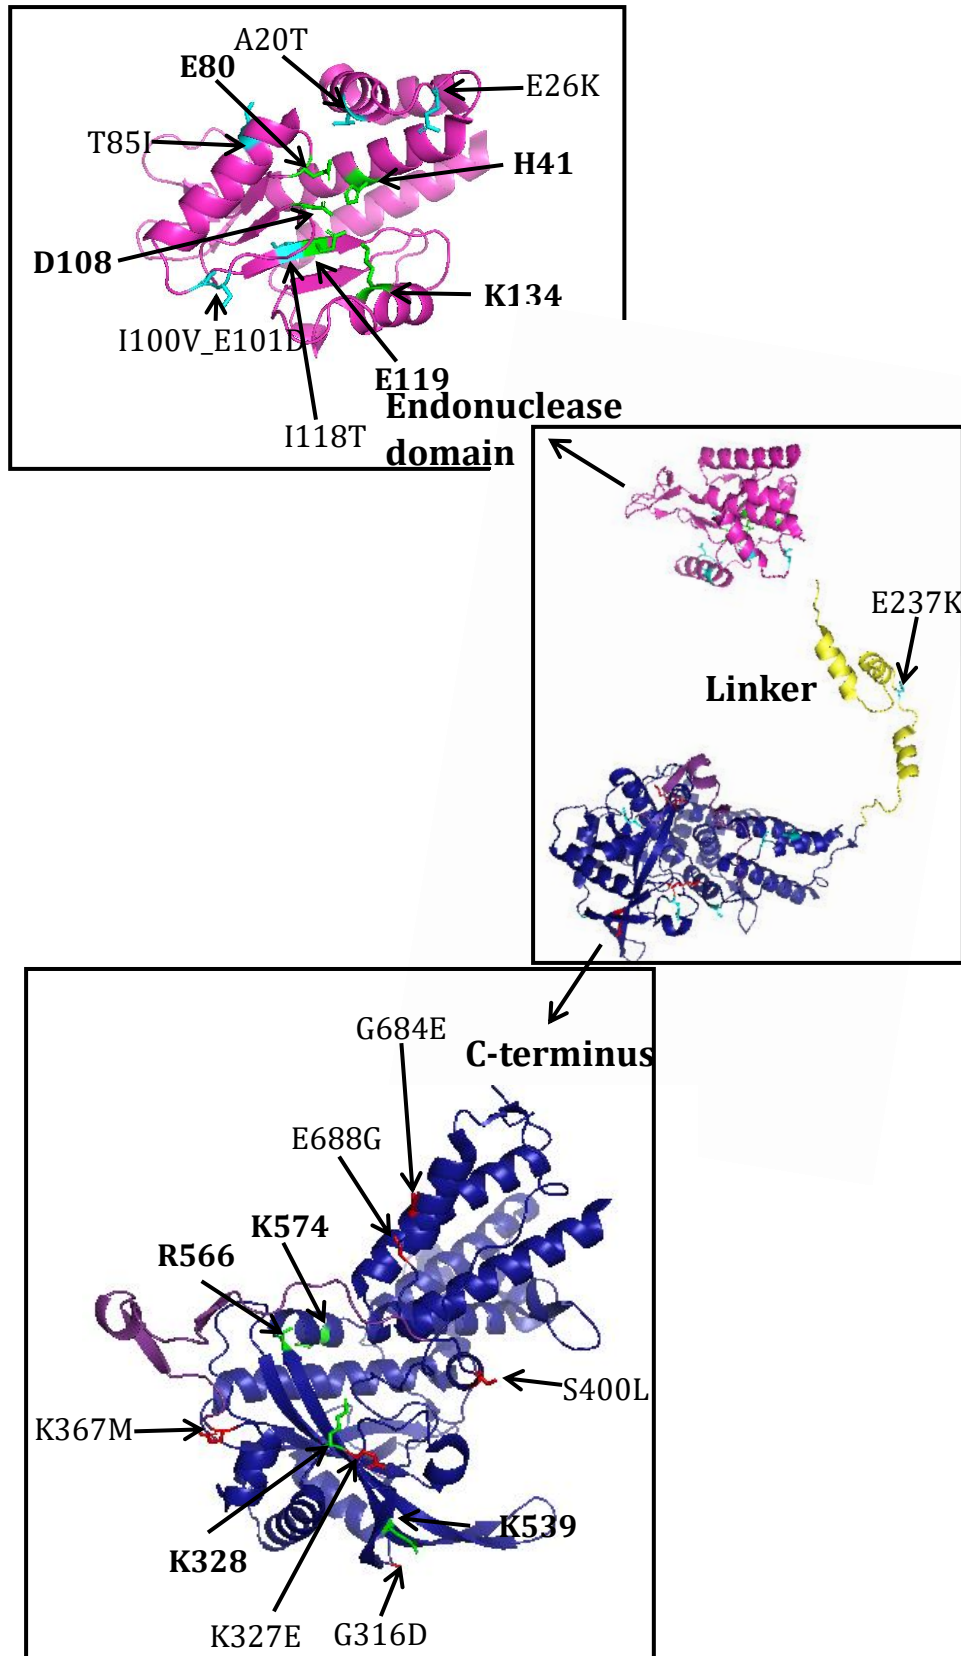 A20T
E80
E26K
T85I
H41
D108
K134
I100V_E101D
E119
I118T
Endonuclease
domain
E237K
Linker
G684E
C-terminus
E688G
K574
R566
S400L
K367M
K539
K328
K327E
G316D